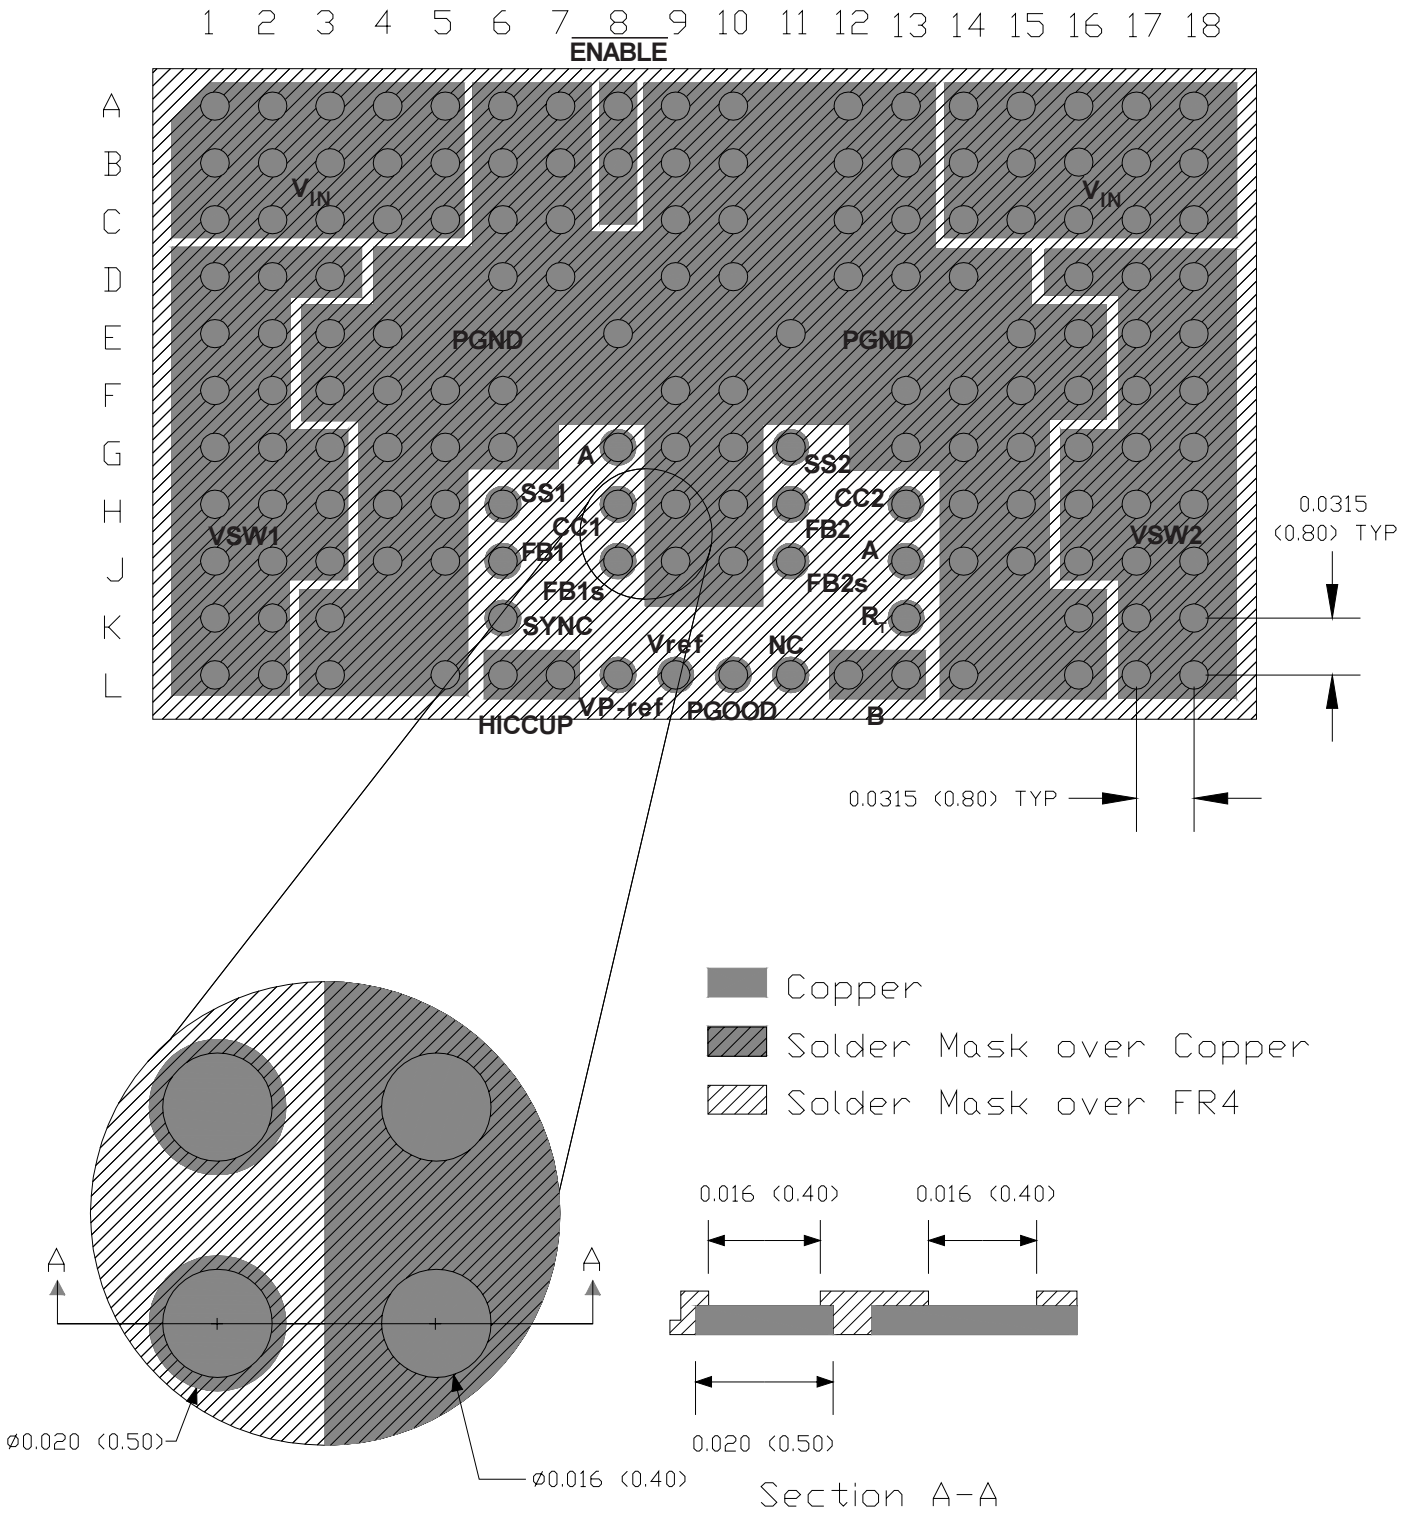 1 2 3 4 5 6 7 8 9 10 11 12 13 14 15 16 17 18
ENABLE
A
B
C
D
E
F
G
H
J
K
L
VIN
VIN
PGND
PGND
A
SS2
SS1
CC1
CC2
VSW1
FB1
FB2
A
VSW2
FB1s
FB2s
SYNC
RT
Vref
NC
HICCUP
VP-ref
PGOOD
B
0.0315
(0.80) TYP
0.0315 (0.80) TYP
Copper
Solder Mask over Copper
Solder Mask over FR4
0.016 (0.40)
0.016 (0.40)
A
A
Ø0.020 (0.50)
0.020 (0.50)
Ø0.016 (0.40)
Section A-A